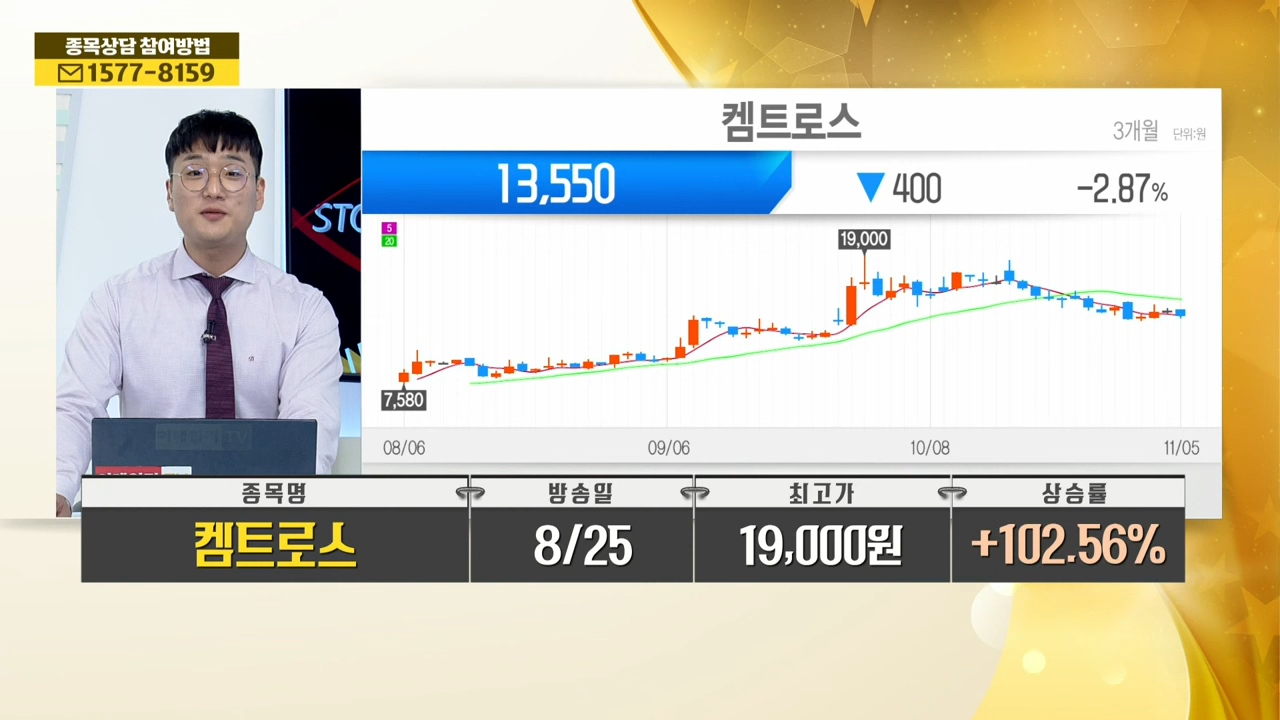 종목상담 참여방법
1577-8159
켐트로스
3개월 단위:원
13,550 ▼400 -2.87%
5
20
19,000
7,580
08/06 09/06 10/08 11/05
STO
종목명 방송일 최고가 상승률
켐트로스 8/25 19,000원 +102.56%